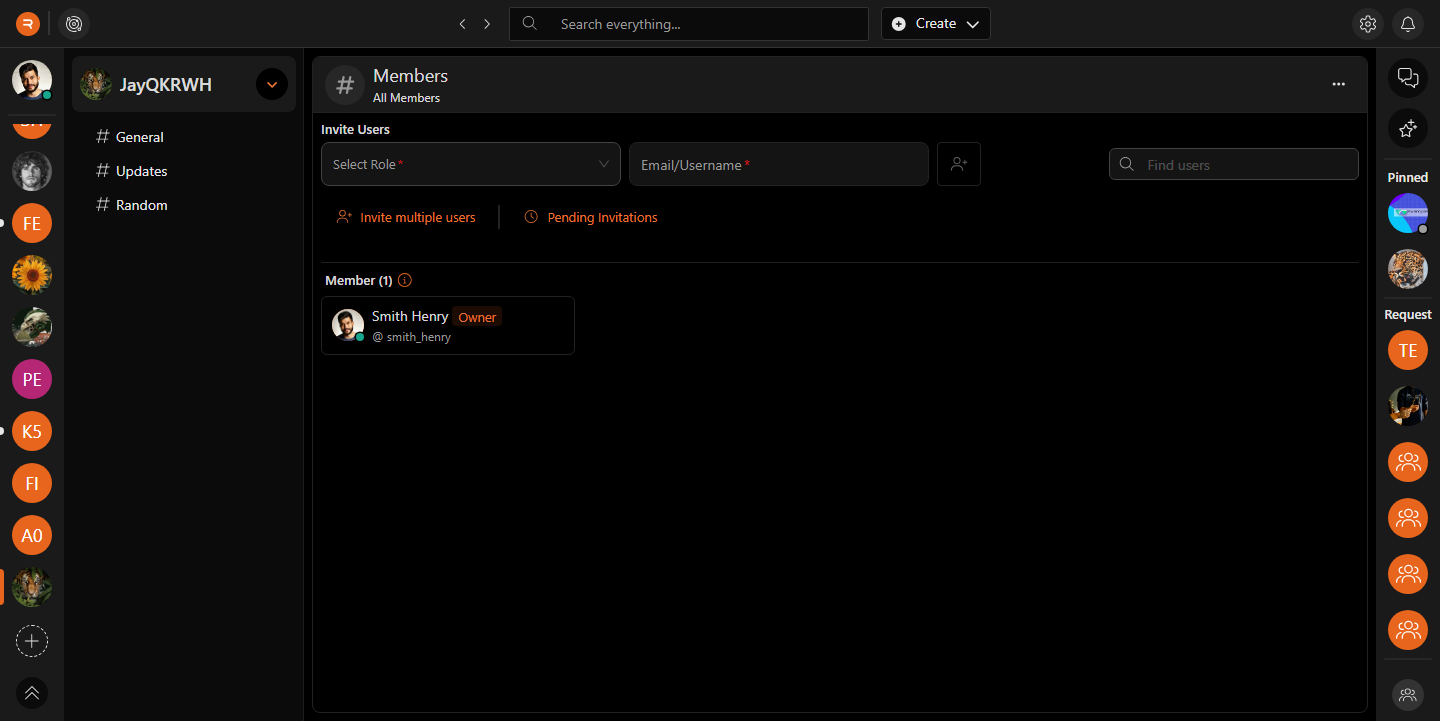 R
Search everything...
Create
JayQKRWH
General
Updates
Random
FE
PE
K5
FI
A0
Members
All Members
Invite Users
Select Role*
Email/Username*
Find users
Invite multiple users
Pending Invitations
Member (1)
Smith Henry Owner
@ smith_henry
Pinned
Request
TE